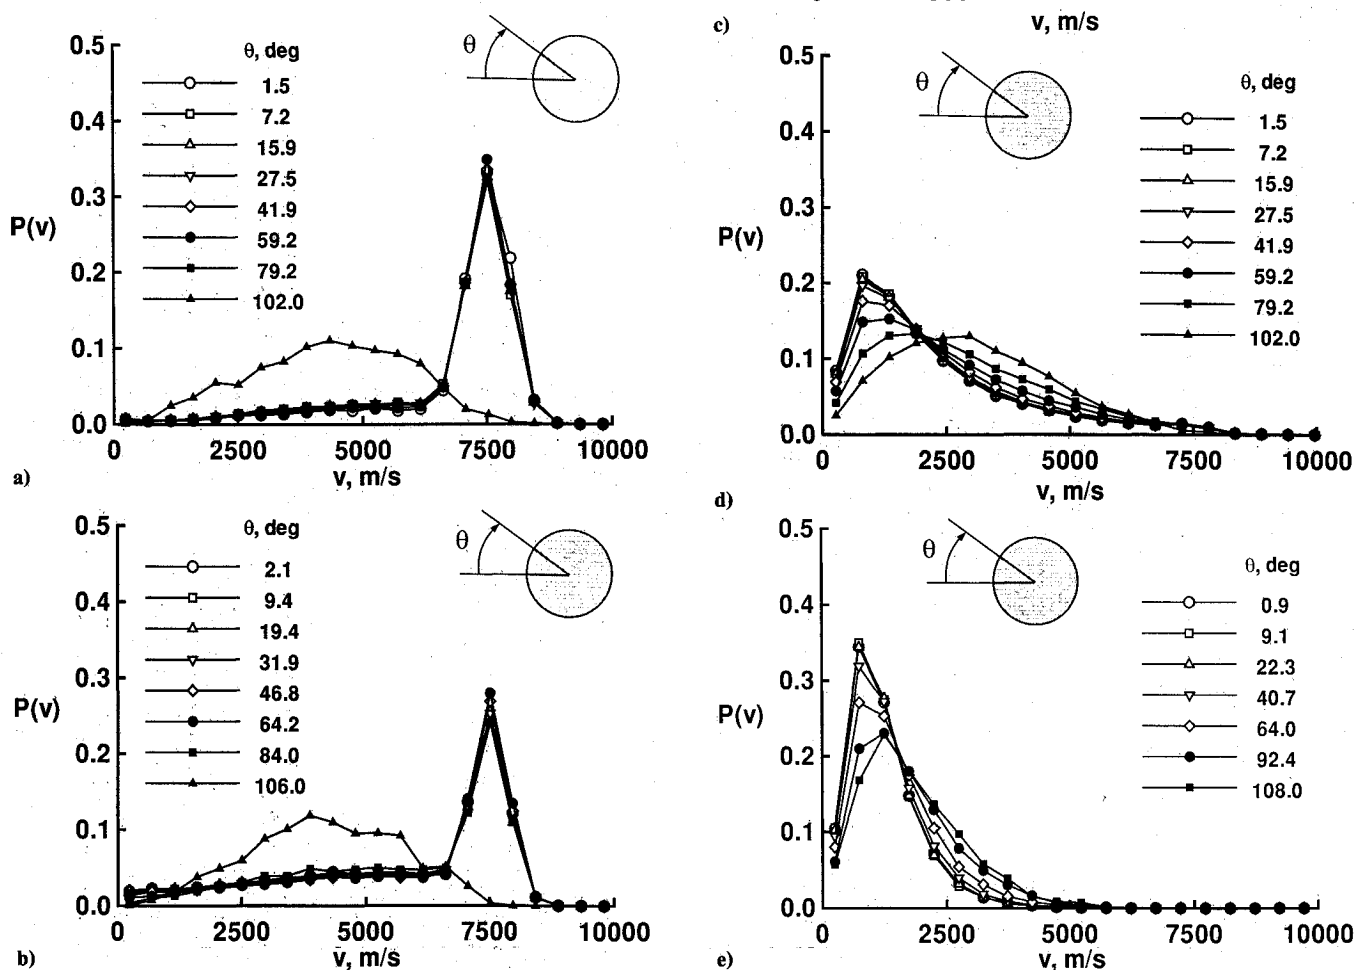 θ, deg
θ
0.5
0.4
0.3
P(v)
0.2
0.1
0.0
1.5
7.2
15.9
27.5
41.9
59.2
79.2
102.0
0 2500 5000 7500 10000
a)
v, m/s
θ, deg
θ
0.5
0.4
0.3
P(v)
0.2
0.1
0.0
2.1
9.4
19.4
31.9
46.8
64.2
84.0
106.0
0 2500 5000 7500 10000
b)
v, m/s
c)
v, m/s
θ
θ, deg
0.5
0.4
0.3
P(v)
0.2
0.1
0.0
1.5
7.2
15.9
27.5
41.9
59.2
79.2
102.0
0 2500 5000 7500 10000
d)
v, m/s
θ
θ, deg
0.5
0.4
0.3
P(v)
0.2
0.1
0.0
0.9
9.1
22.3
40.7
64.0
92.4
108.0
0 2500 5000 7500 10000
e)
v, m/s